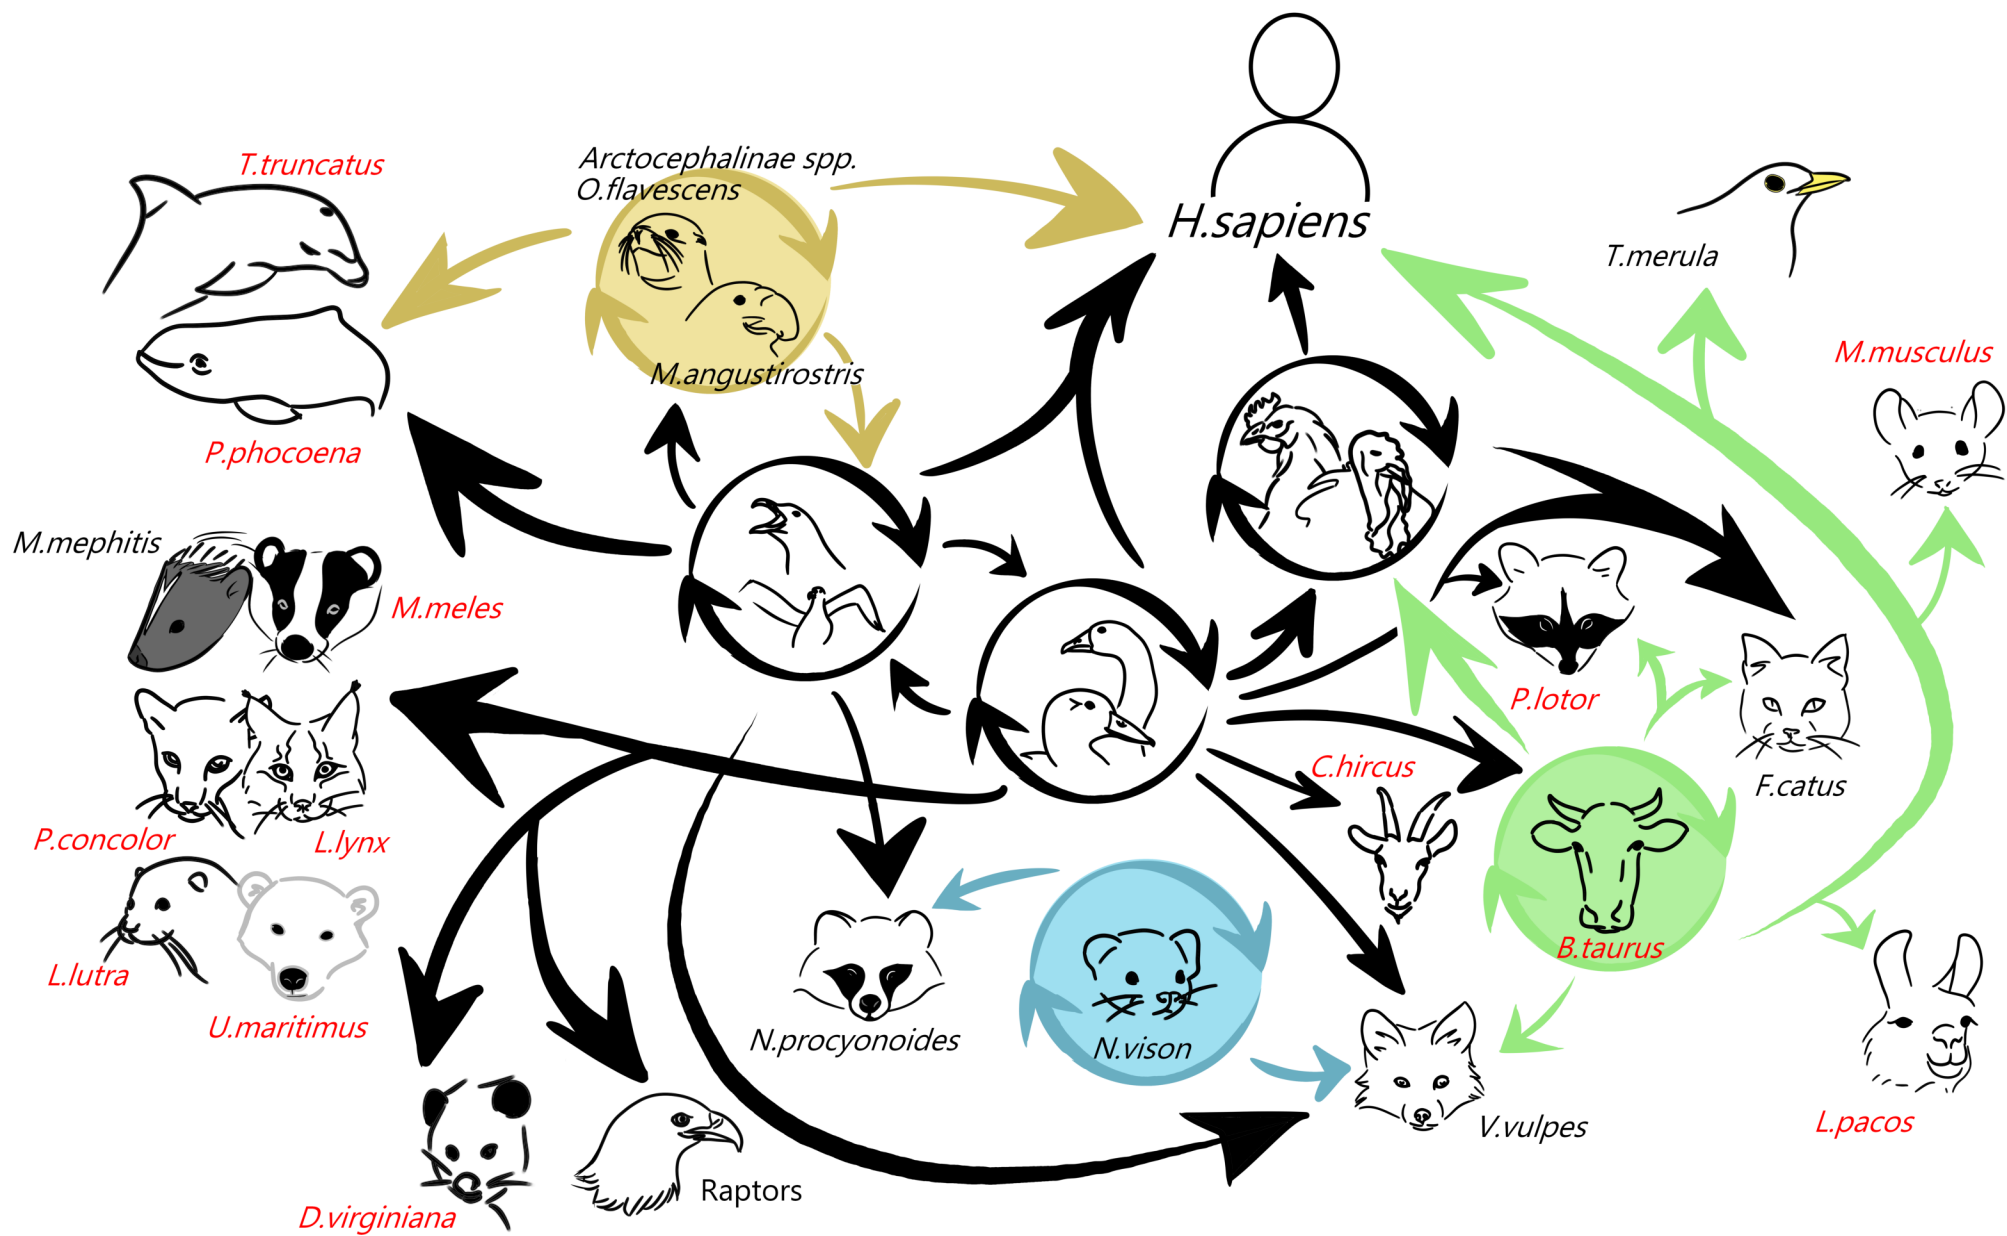 T.truncatus
Arctocephalinae spp.
O.flavescens
H.sapiens
T.merula
M.musculus
M.angustirostris
P.phocoena
M.mephitis
M.meles
P.lotor
C.hircus
F.catus
P.concolor
L.lynx
B.taurus
L.lutra
U.maritimus
N.procyonoides
N.vison
V.vulpes
L.pacos
Raptors
D.virginiana